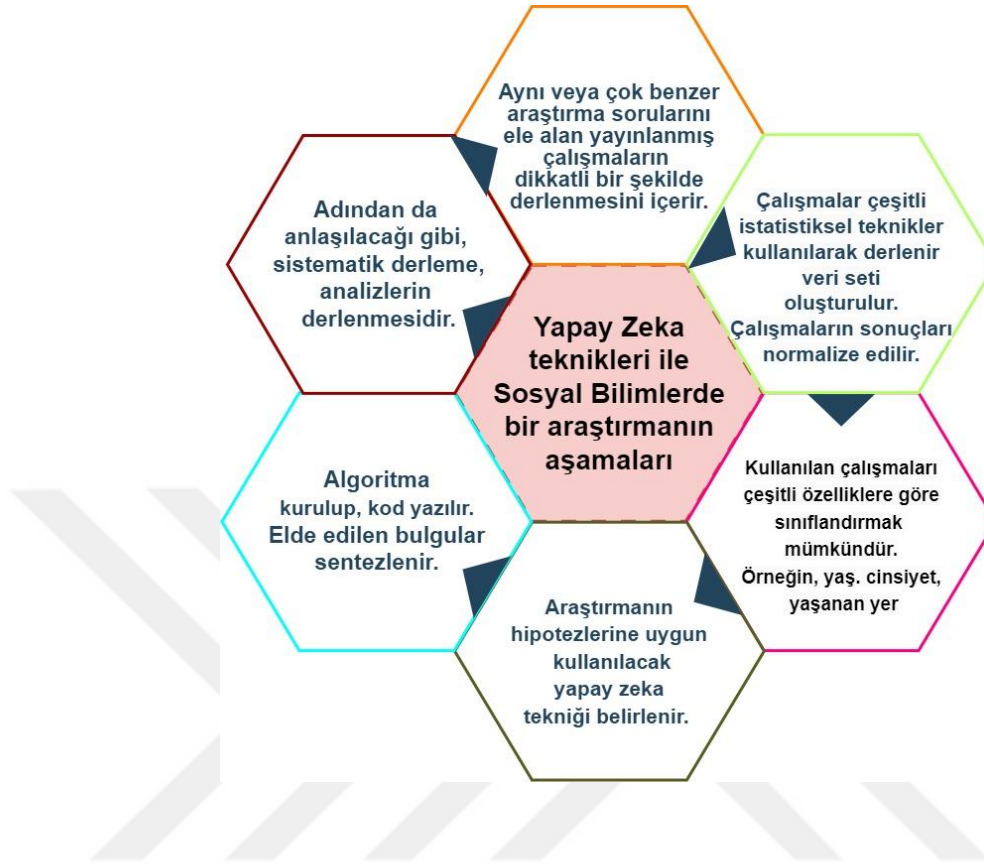 Aynı veya çok benzer
araştırma sorularını
ele alan yayınlanmış
çalışmaların
dikkatli bir şekilde
derlenmesini içerir.
Çalışmalar çeşitli
istatistiksel teknikler
kullanılarak derlenir
veri seti
oluşturulur.
Çalışmaların sonuçları
normalize edilir.
Kullanılan çalışmaları
çeşitli özelliklere göre
sınıflandırmak
mümkündür.
Örneğin, yaş. cinsiyet,
yaşanan yer
Araştırmanın
hipotezlerine uygun
kullanılacak
yapay zeka
tekniği belirlenir.
Algoritma
kurulup, kod yazılır.
Elde edilen bulgular
sentezlenir.
Adından da
anlaşılacağı gibi,
sistematik derleme,
analizlerin
derlenmesidir.
Yapay Zeka
teknikleri ile
Sosyal Bilimlerde
bir araştırmanın
aşamaları